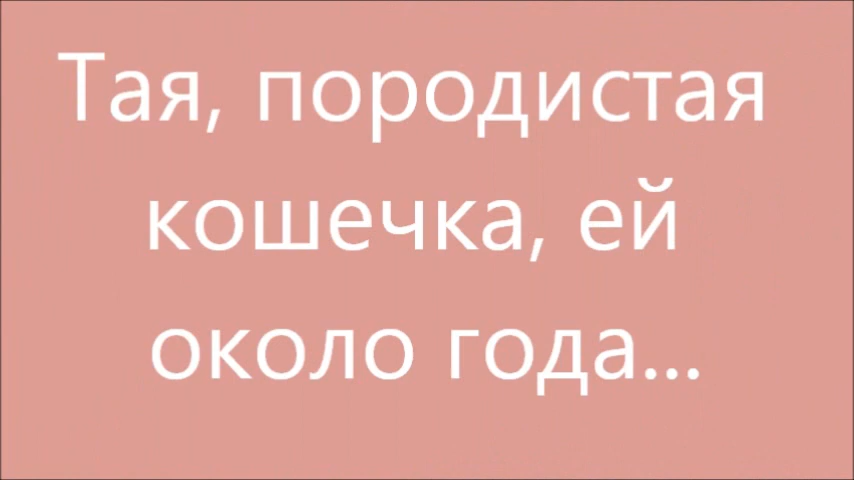 Тая, породистая
кошечка, ей
около года...